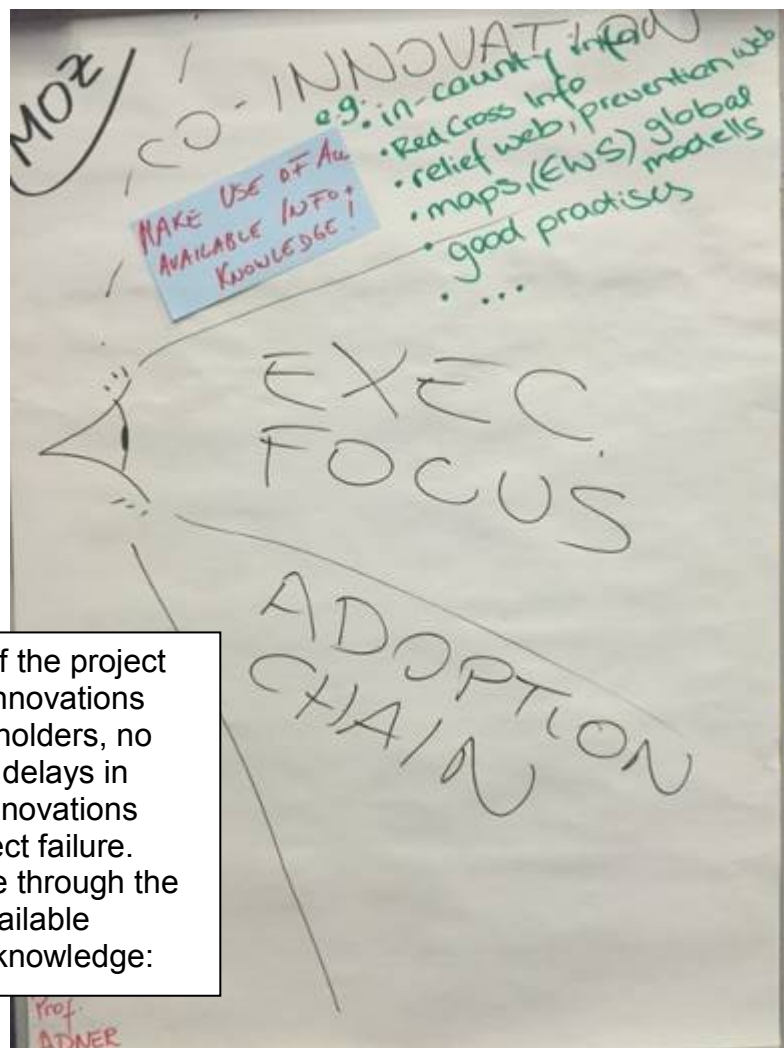 MOZ
CO-INNOVATION
e.g. • in-country info
• Red Cross Info
• relief web, prevention web
• maps, (EWS) global
modells
• good practises
• ...
MAKE USE OF ALL
AVAILABLE INFO+
KNOWLEDGE!
EXEC.
FOCUS
ADOPTION
CHAIN
f the project
nnovations
holders, no
delays in
novations
ect failure.
e through the
ailable
knowledge:
Prof.
ADNER